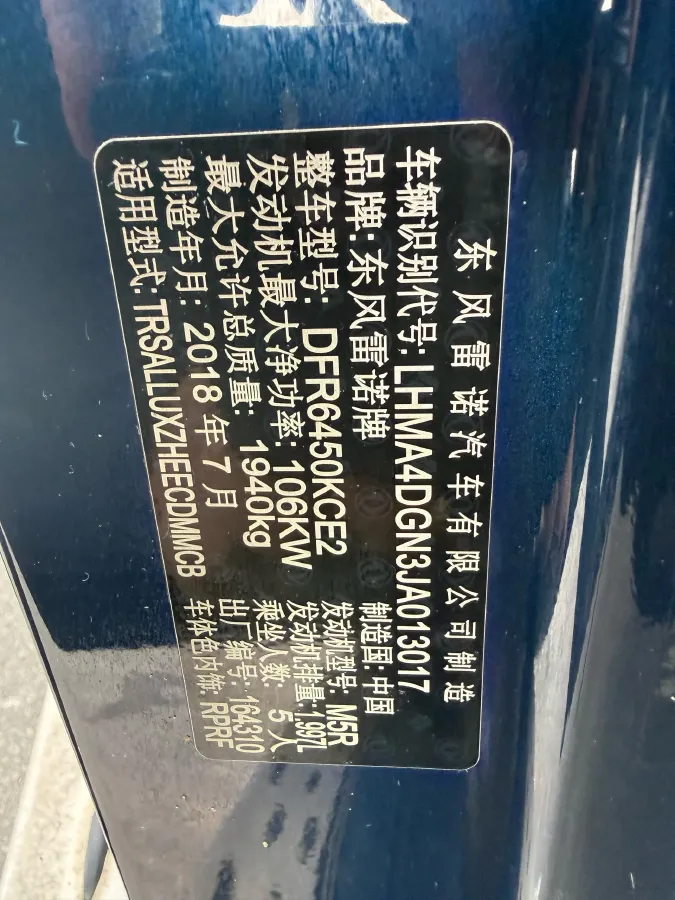 东风雷诺汽车有限公司制造
车辆识别代号: LHMA4DGN3JA013017
品牌: 东风雷诺牌 制造国: 中国
整车型号: DFR6450KCE2 发动机型号: M5R
发动机最大净功率: 106KW 发动机排量: 1.997L
最大允许总质量: 1940kg 乘坐人数: 5人
制造年月: 2018年7月 出厂编号: 164310
适用型式: TRSALLUXZHEECDMMCB 车体色内饰: RPRF